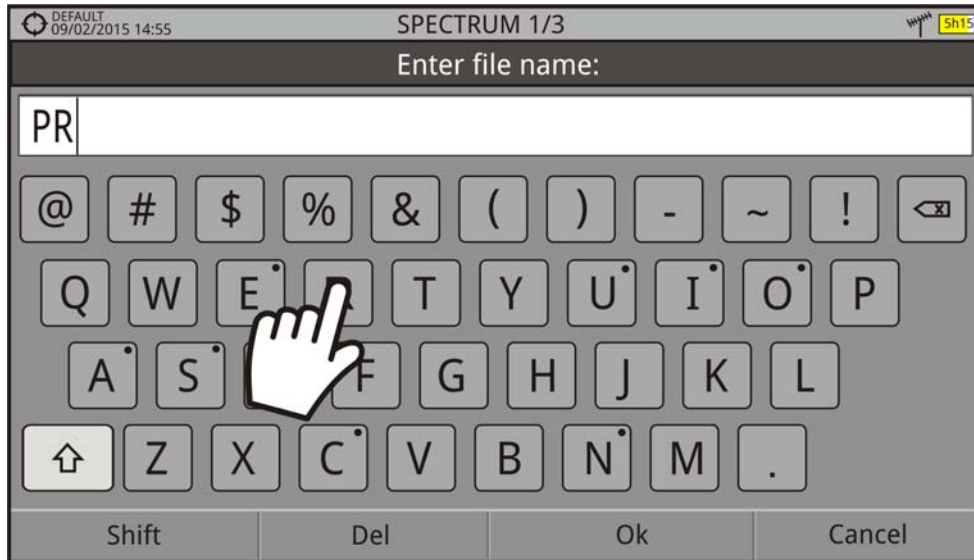 DEFAULT
09/02/2015 14:55
SPECTRUM 1/3
5h15
Enter file name:
PR
@ # $ % & ( ) - ~ !
Q W E R T Y U I O P
A S F G H J K L
Z X C V B N M .
Shift Del Ok Cancel